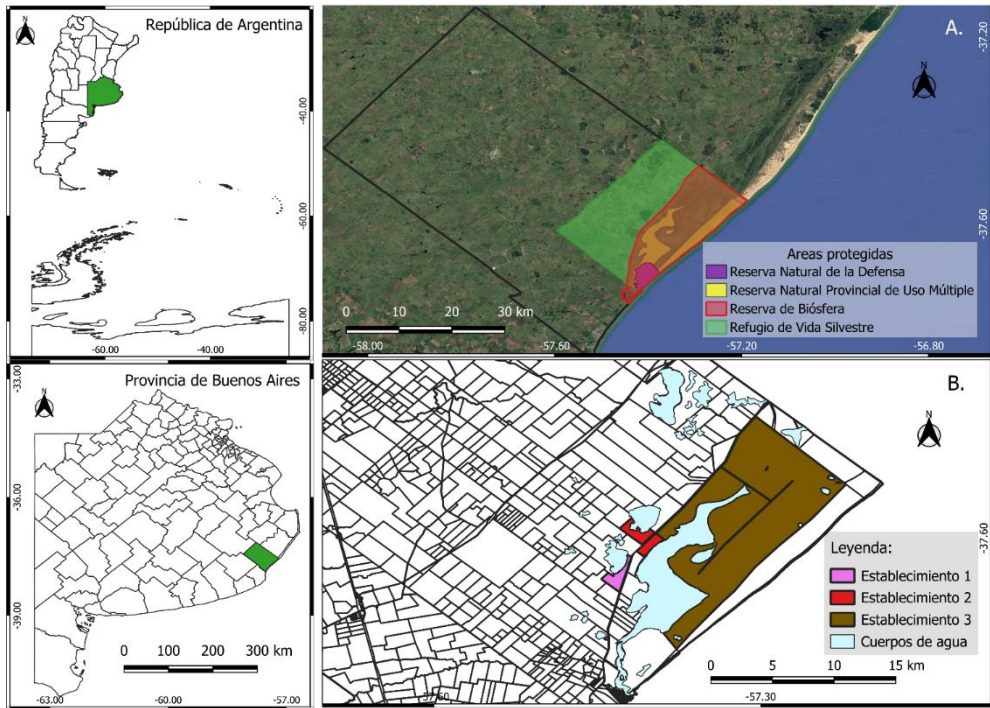 República de Argentina
N
-40.00
-60.00
-80.00
-60.00
-40.00
A.
N
-37.20
-37.60
Areas protegidas
Reserva Natural de la Defensa
Reserva Natural Provincial de Uso Múltiple
Reserva de Biósfera
Refugio de Vida Silvestre
0 10 20 30 km
-58.00
-57.60
-57.20
-56.80
Provincia de Buenos Aires
N
-33.00
-36.00
-39.00
0 100 200 300 km
-63.00
-60.00
-57.00
B.
N
-37.60
Leyenda:
Establecimiento 1
Establecimiento 2
Establecimiento 3
Cuerpos de agua
0 5 10 15 km
-57.60
-57.30